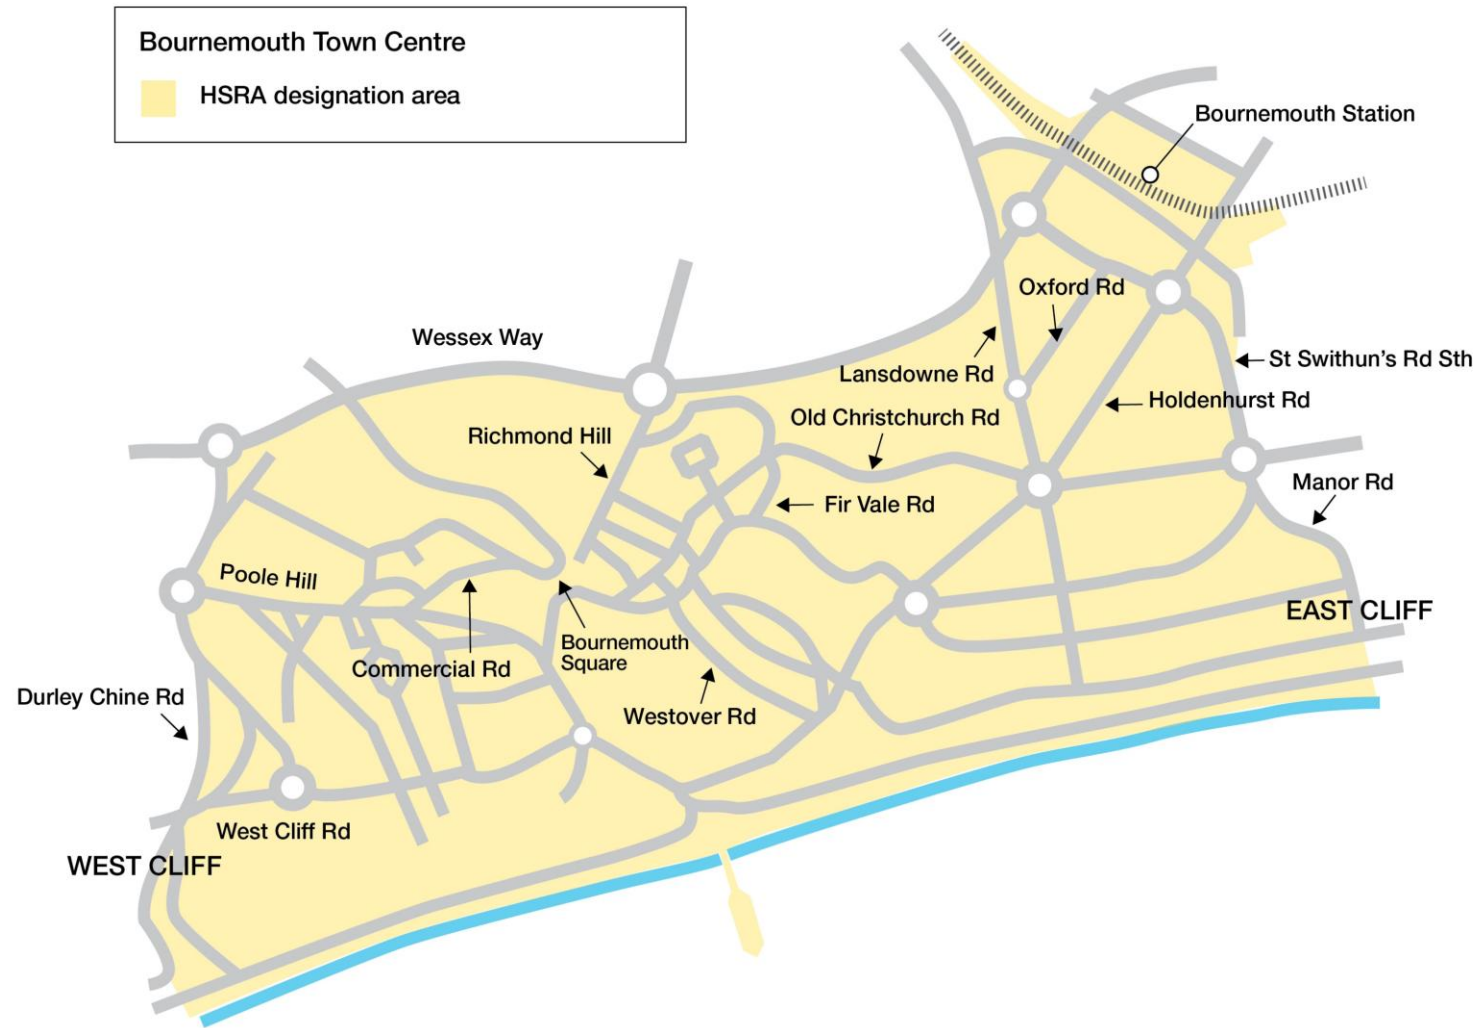 Bournemouth Town Centre
HSRA designation area
Bournemouth Station
Oxford Rd
Wessex Way
St Swithun's Rd Sth
Lansdowne Rd
Holdenhurst Rd
Old Christchurch Rd
Richmond Hill
Manor Rd
Fir Vale Rd
Poole Hill
EAST CLIFF
Bournemouth
Square
Commercial Rd
Durley Chine Rd
Westover Rd
West Cliff Rd
WEST CLIFF